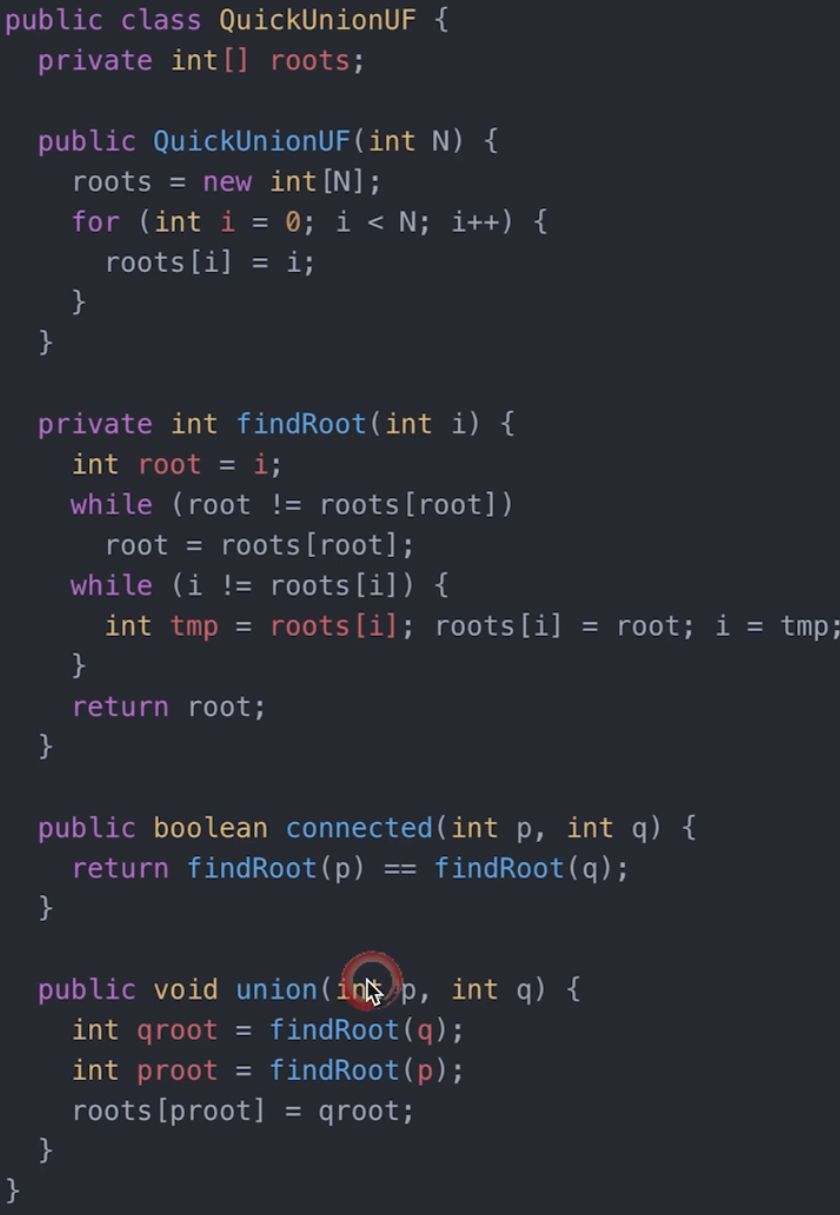 public class QuickUnionUF {
  private int[] roots;

  public QuickUnionUF(int N) {
    roots = new int[N];
    for (int i = 0; i < N; i++) {
      roots[i] = i;
    }
  }

  private int findRoot(int i) {
    int root = i;
    while (root != roots[root])
      root = roots[root];
    while (i != roots[i]) {
      int tmp = roots[i]; roots[i] = root; i = tmp;
    }
    return root;
  }

  public boolean connected(int p, int q) {
    return findRoot(p) == findRoot(q);
  }

  public void union(int p, int q) {
    int qroot = findRoot(q);
    int proot = findRoot(p);
    roots[proot] = qroot;
  }
}